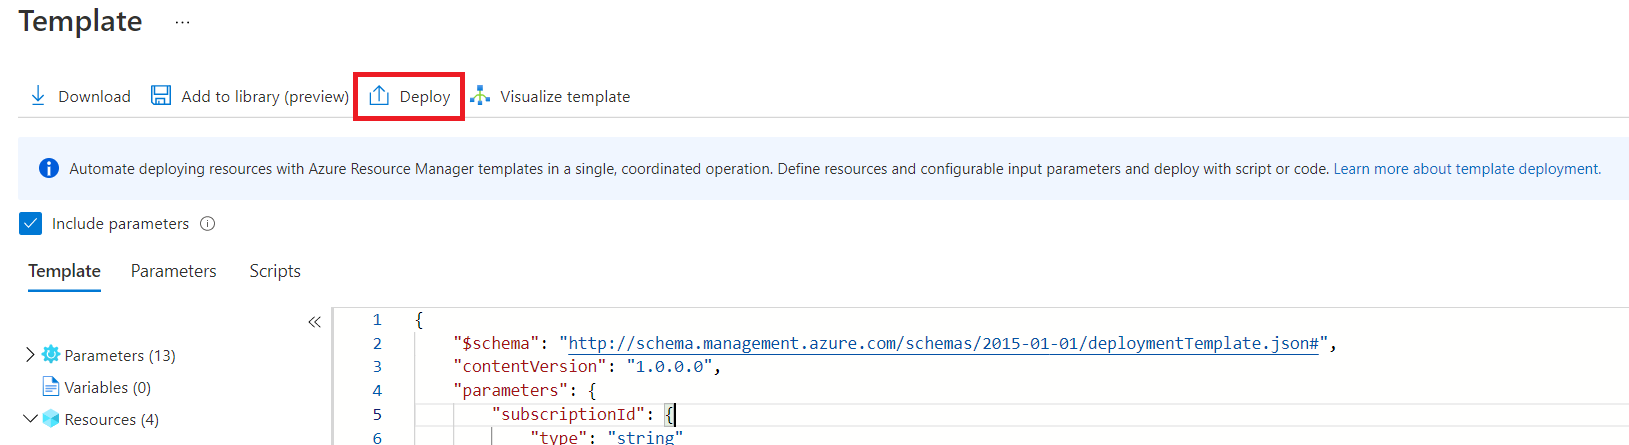 Template ...
Download Add to library (preview) Deploy Visualize template
Automate deploying resources with Azure Resource Manager templates in a single, coordinated operation. Define resources and configurable input parameters and deploy with script or code. Learn more about template deployment.
Include parameters
Template Parameters Scripts
Parameters (13)
Variables (0)
Resources (4)
1 {
2 "$schema": "http://schema.management.azure.com/schemas/2015-01-01/deploymentTemplate.json#",
3 "contentVersion": "1.0.0.0",
4 "parameters": {
5 "subscriptionId": {
6 "type": "string"